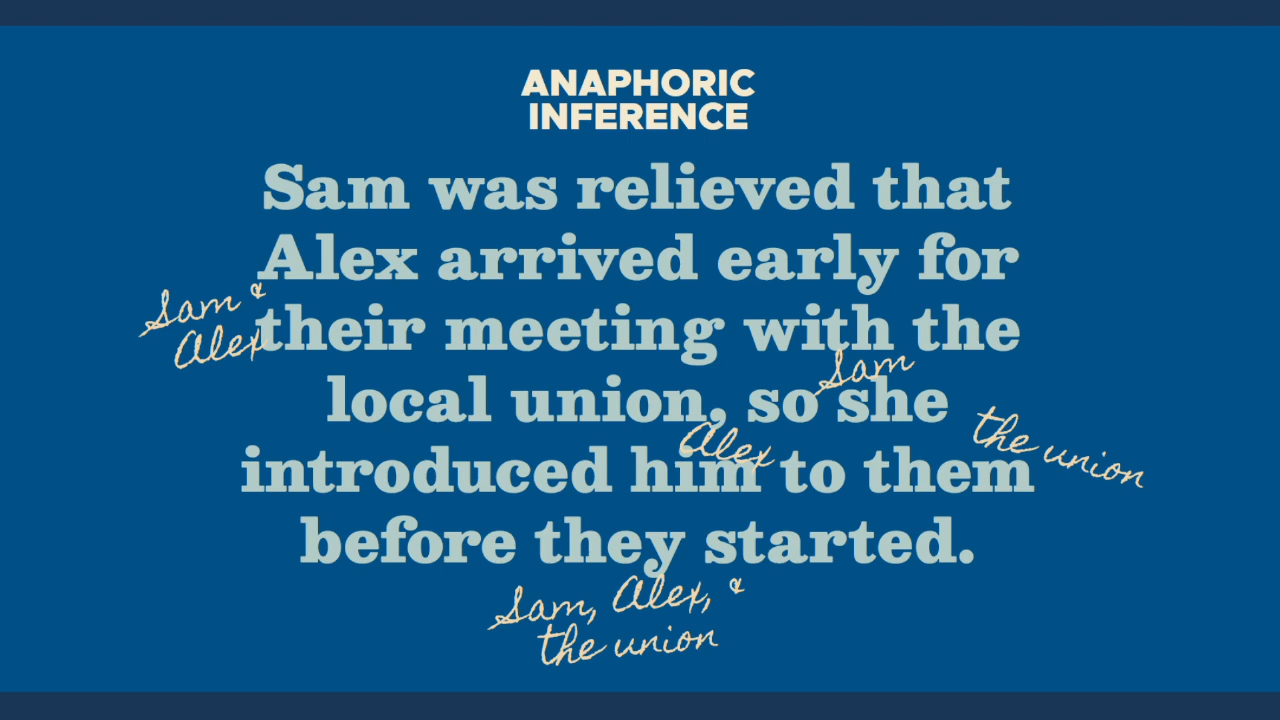 ANAPHORIC
INFERENCE
Sam was relieved that
Alex arrived early for
Sam &
Alex
their meeting with the
Sam
local union, so she
Alex
the union
introduced him to them
before they started.
Sam, Alex, &
the union